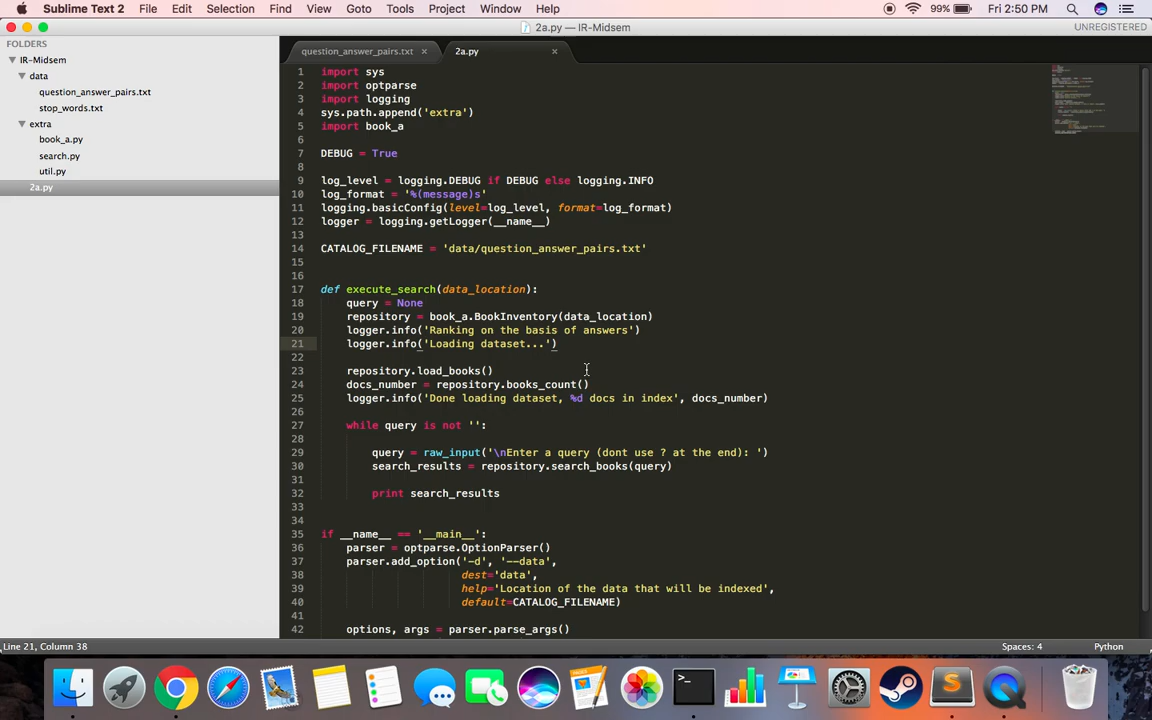 Sublime Text 2 File Edit Selection Find View Goto Tools Project Window Help 99% Fri 2:50 PM
2a.py — IR-Midsem UNREGISTERED
FOLDERS
IR-Midsem
data
question_answer_pairs.txt
stop_words.txt
extra
book_a.py
search.py
util.py
2a.py
question_answer_pairs.txt × 2a.py ×
1 import sys
2 import optparse
3 import logging
4 sys.path.append('extra')
5 import book_a
6
7 DEBUG = True
8
9 log_level = logging.DEBUG if DEBUG else logging.INFO
10 log_format = '%(message)s'
11 logging.basicConfig(level=log_level, format=log_format)
12 logger = logging.getLogger(__name__)
13
14 CATALOG_FILENAME = 'data/question_answer_pairs.txt'
15
16
17 def execute_search(data_location):
18     query = None
19     repository = book_a.BookInventory(data_location)
20     logger.info('Ranking on the basis of answers')
21     logger.info('Loading dataset...')
22
23     repository.load_books()
24     docs_number = repository.books_count()
25     logger.info('Done loading dataset, %d docs in index', docs_number)
26
27     while query is not '':
28
29         query = raw_input('\nEnter a query (dont use ? at the end): ')
30         search_results = repository.search_books(query)
31
32         print search_results
33
34
35 if __name__ == '__main__':
36     parser = optparse.OptionParser()
37     parser.add_option('-d', '--data',
38                       dest='data',
39                       help='Location of the data that will be indexed',
40                       default=CATALOG_FILENAME)
41
42     options, args = parser.parse_args()
Line 21, Column 38 Spaces: 4 Python